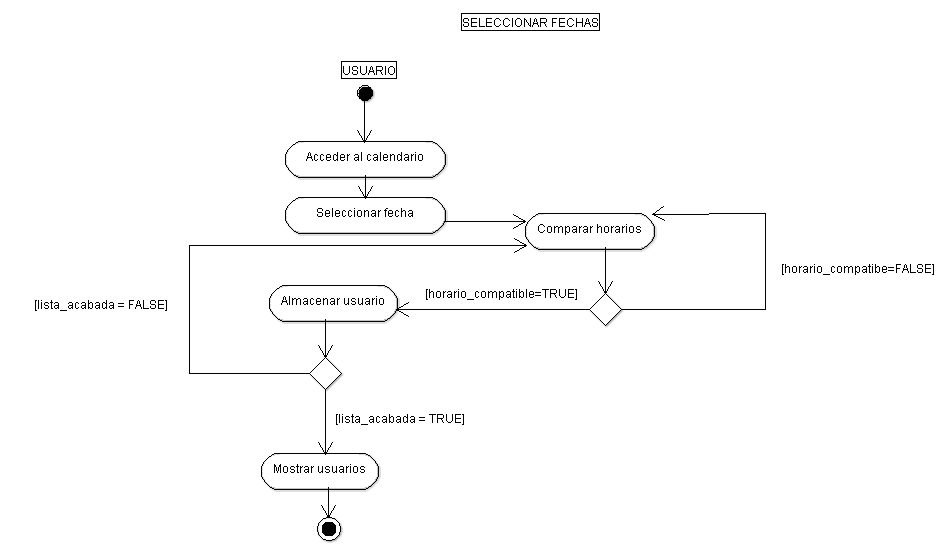 SELECCIONAR FECHAS
USUARIO
Acceder al calendario
Seleccionar fecha
Comparar horarios
[horario_compatibe=FALSE]
[horario_compatible=TRUE]
Almacenar usuario
[lista_acabada = FALSE]
[lista_acabada = TRUE]
Mostrar usuarios